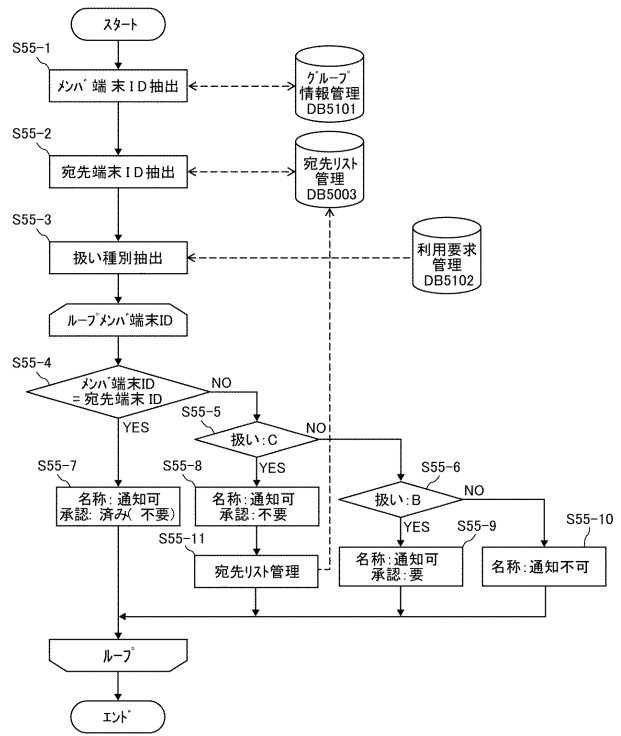 スタート
S55-1
メンバ端末ID抽出
グループ
情報管理
DB5101
S55-2
宛先端末ID抽出
宛先リスト
管理
DB5003
S55-3
扱い種別抽出
利用要求
管理
DB5102
ループメンバ端末ID
S55-4
メンバ端末ID
=宛先端末ID
NO
YES
S55-5
扱い:C
NO
YES
S55-6
扱い:B
NO
YES
S55-7
名称:通知可
承認:済み(不要)
S55-8
名称:通知可
承認:不要
S55-9
名称:通知可
承認:要
S55-10
名称:通知不可
S55-11
宛先リスト管理
ループ
エンド